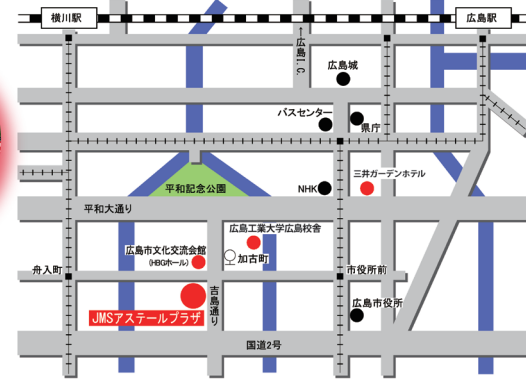 横川駅
広島駅
←広島I.C.
広島城
バスセンター
県庁
三井ガーデンホテル
平和記念公園
NHK
平和大通り
広島工業大学広島校舎
広島市文化交流会館
(HBGホール)
加古町
舟入町
市役所前
吉島通り
広島市役所
JMSアステールプラザ
国道2号